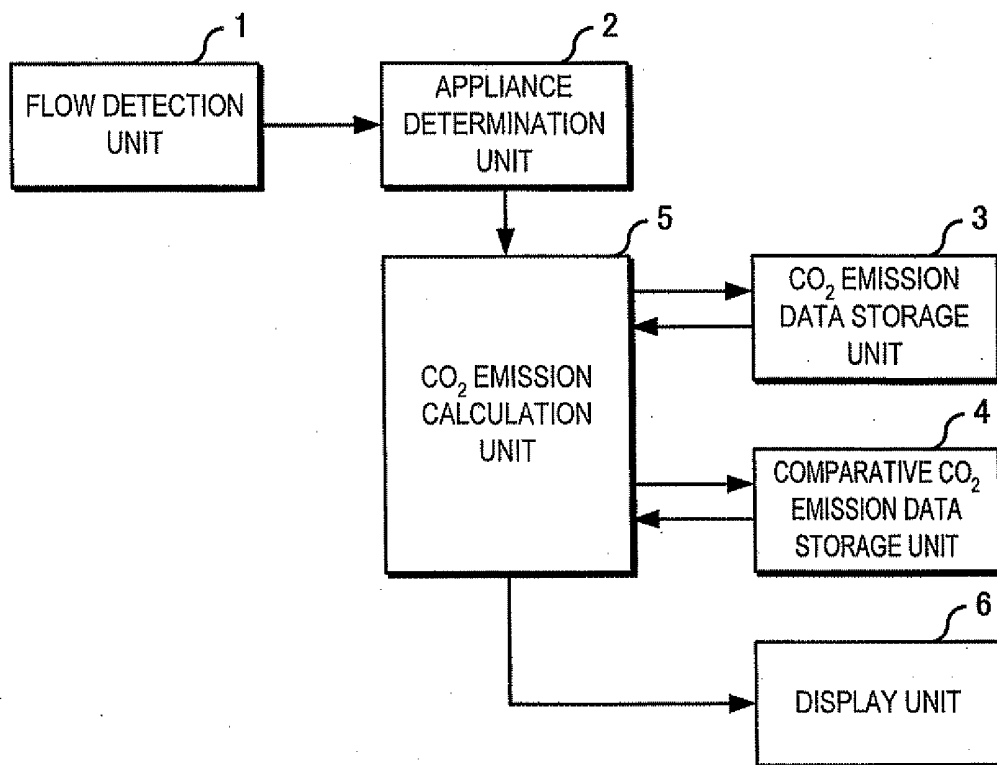 1
FLOW DETECTION
UNIT
2
APPLIANCE
DETERMINATION
UNIT
5
CO₂ EMISSION
CALCULATION
UNIT
3
CO₂ EMISSION
DATA STORAGE
UNIT
4
COMPARATIVE CO₂
EMISSION DATA
STORAGE UNIT
6
DISPLAY UNIT